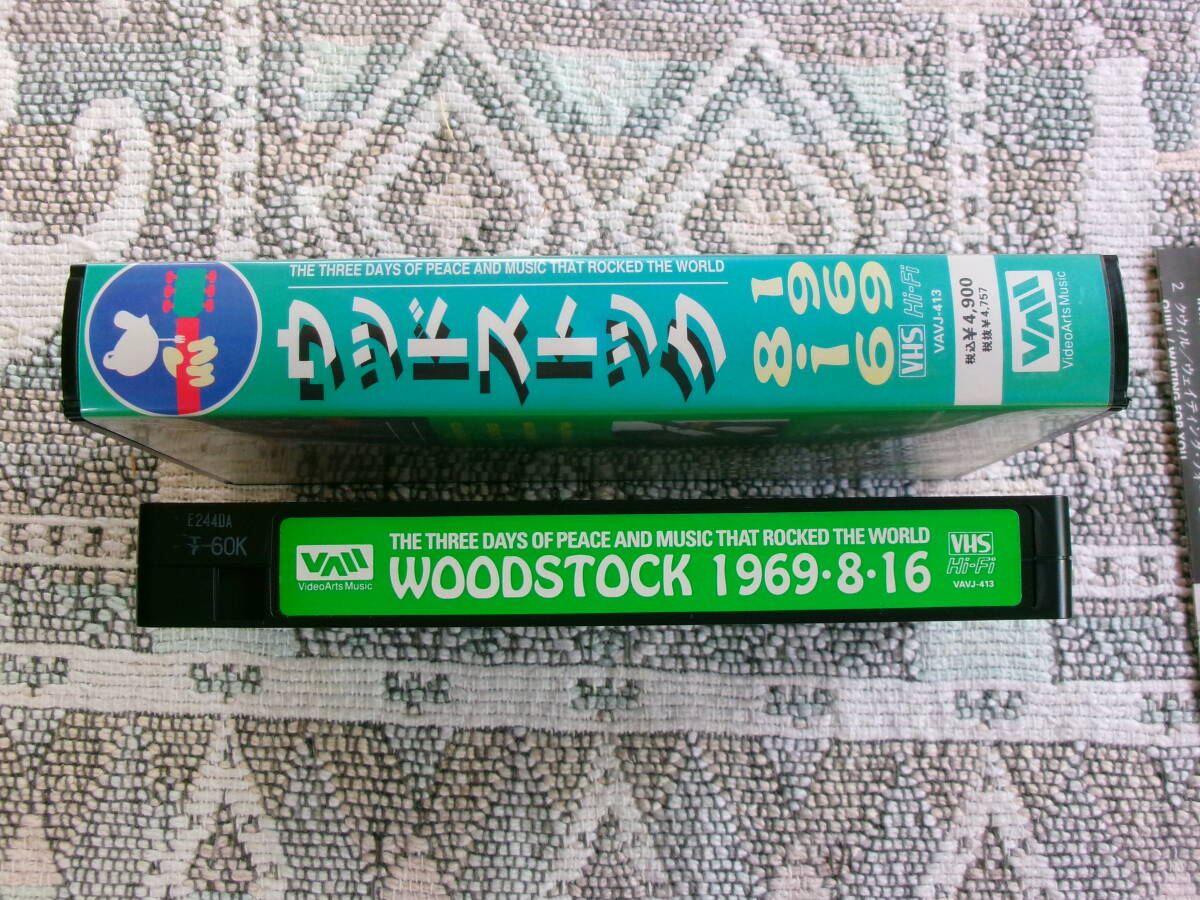 THE THREE DAYS OF PEACE AND MUSIC THAT ROCKED THE WORLD
ウッドストック
1969
8・16
VHS
Hi-Fi
VAVJ-413
税込¥4,900
税抜¥4,757
VAM
VideoArts Music
E244DA
T-60K
VAM
VideoArts Music
THE THREE DAYS OF PEACE AND MUSIC THAT ROCKED THE WORLD
WOODSTOCK 1969・8・16
VHS
Hi-Fi
VAVJ-413